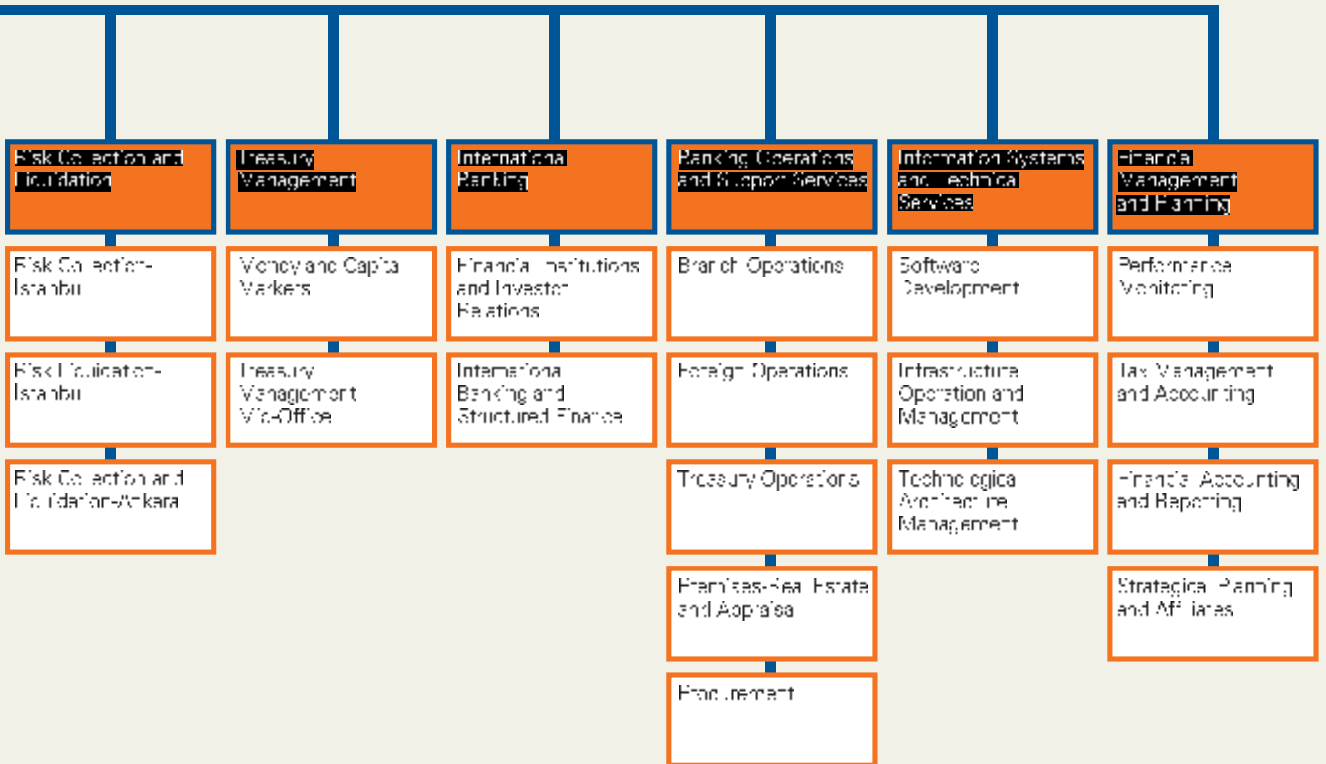 Risk Collection and
Liquidation
Treasury
Management
International
Banking
Banking Operations
and Support Services
Information Systems
and Technical
Services
Financial
Management
and Planning
Risk Collection-
Istanbul
Risk Liquidation-
Istanbul
Risk Collection and
Liquidation-Ankara
Money and Capital
Markets
Treasury
Management
Mid-Office
Financial Institutions
and Investor
Relations
International
Banking and
Structured Finance
Branch Operations
Foreign Operations
Treasury Operations
Premises-Real Estate
and Appraisal
Procurement
Software
Development
Infrastructure
Operation and
Management
Technological
Architecture
Management
Performance
Monitoring
Tax Management
and Accounting
Financial Accounting
and Reporting
Strategical Planning
and Affiliates